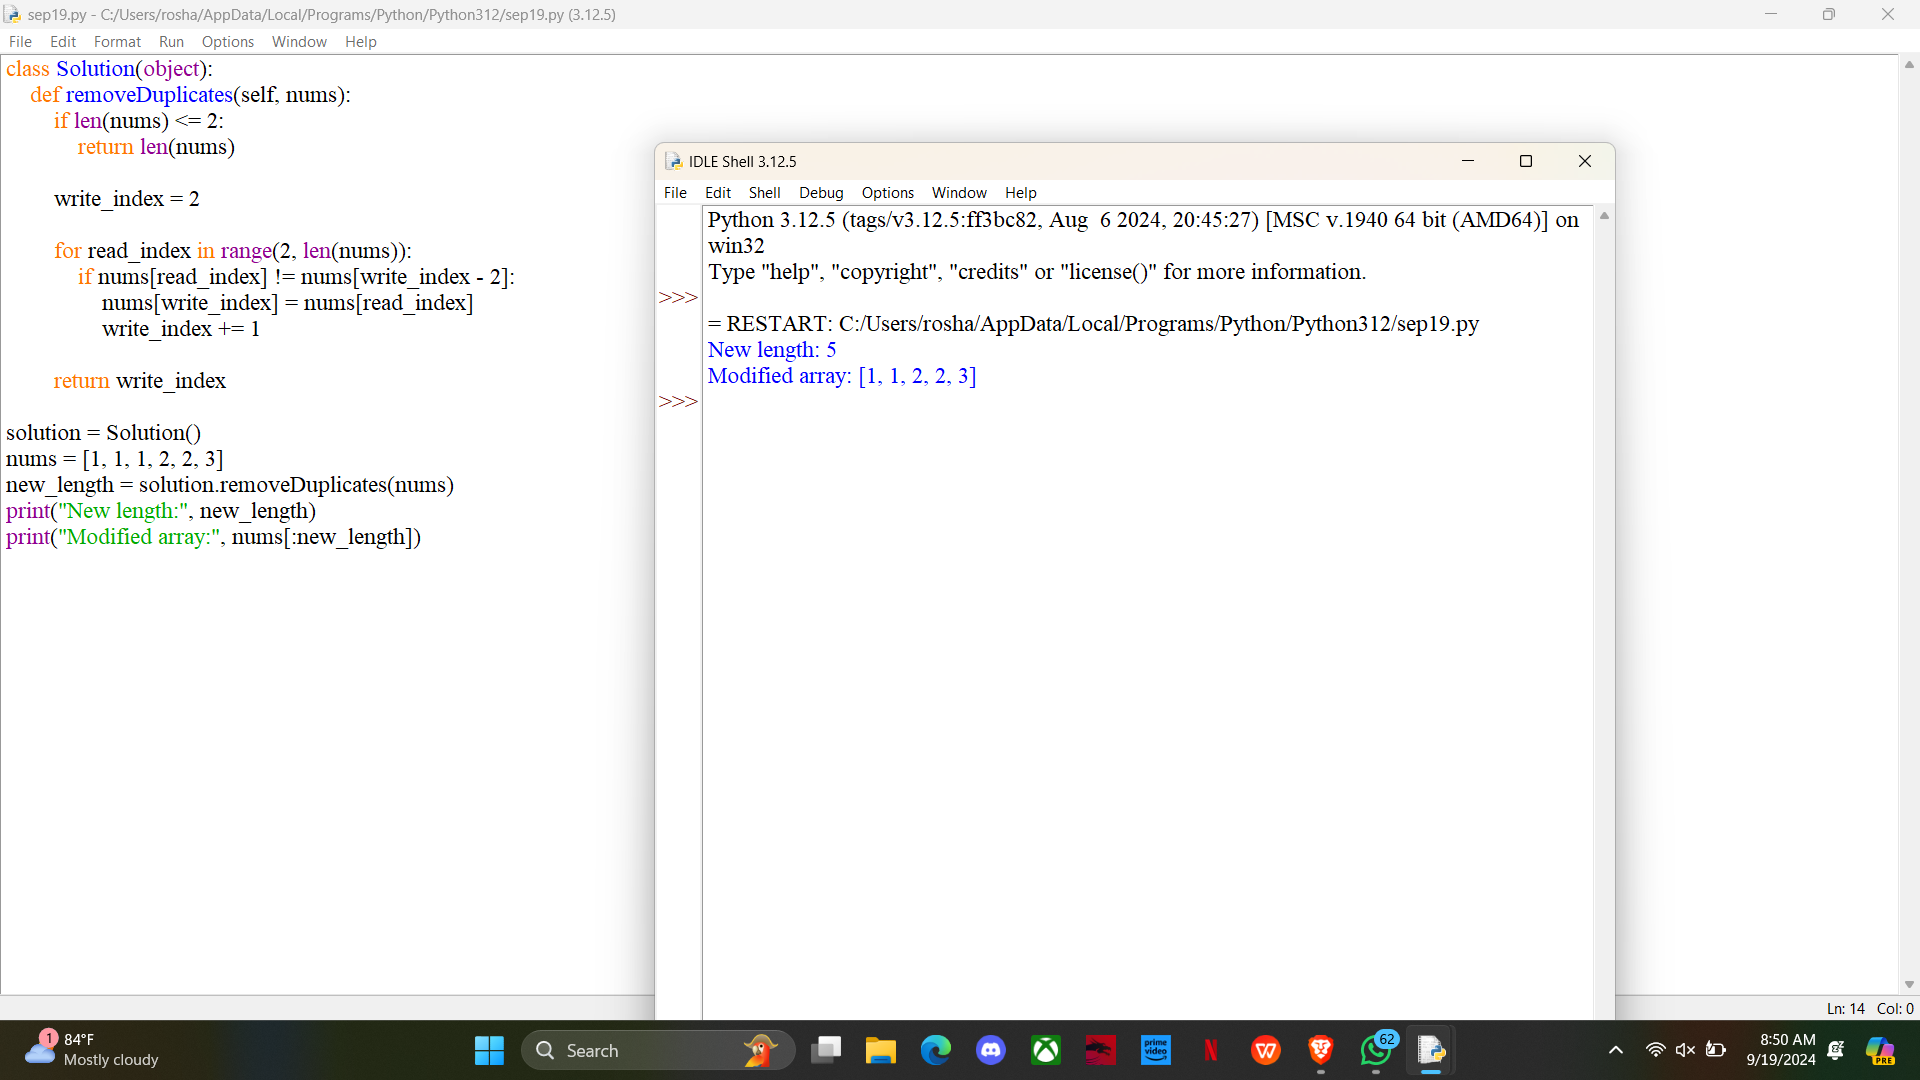 sep19.py - C:/Users/rosha/AppData/Local/Programs/Python/Python312/sep19.py (3.12.5)
File Edit Format Run Options Window Help
class Solution(object):
    def removeDuplicates(self, nums):
        if len(nums) <= 2:
            return len(nums)
        write_index = 2
        for read_index in range(2, len(nums)):
            if nums[read_index] != nums[write_index - 2]:
                nums[write_index] = nums[read_index]
                write_index += 1
        return write_index
solution = Solution()
nums = [1, 1, 1, 2, 2, 3]
new_length = solution.removeDuplicates(nums)
print("New length:", new_length)
print("Modified array:", nums[:new_length])
IDLE Shell 3.12.5
File Edit Shell Debug Options Window Help
Python 3.12.5 (tags/v3.12.5:ff3bc82, Aug  6 2024, 20:45:27) [MSC v.1940 64 bit (AMD64)] on
win32
Type "help", "copyright", "credits" or "license()" for more information.
>>>
= RESTART: C:/Users/rosha/AppData/Local/Programs/Python/Python312/sep19.py
New length: 5
Modified array: [1, 1, 2, 2, 3]
>>>
Ln: 14 Col: 0
1
84°F
Mostly cloudy
Search
prime
video
N
W
62
8:50 AM
9/19/2024
PRE